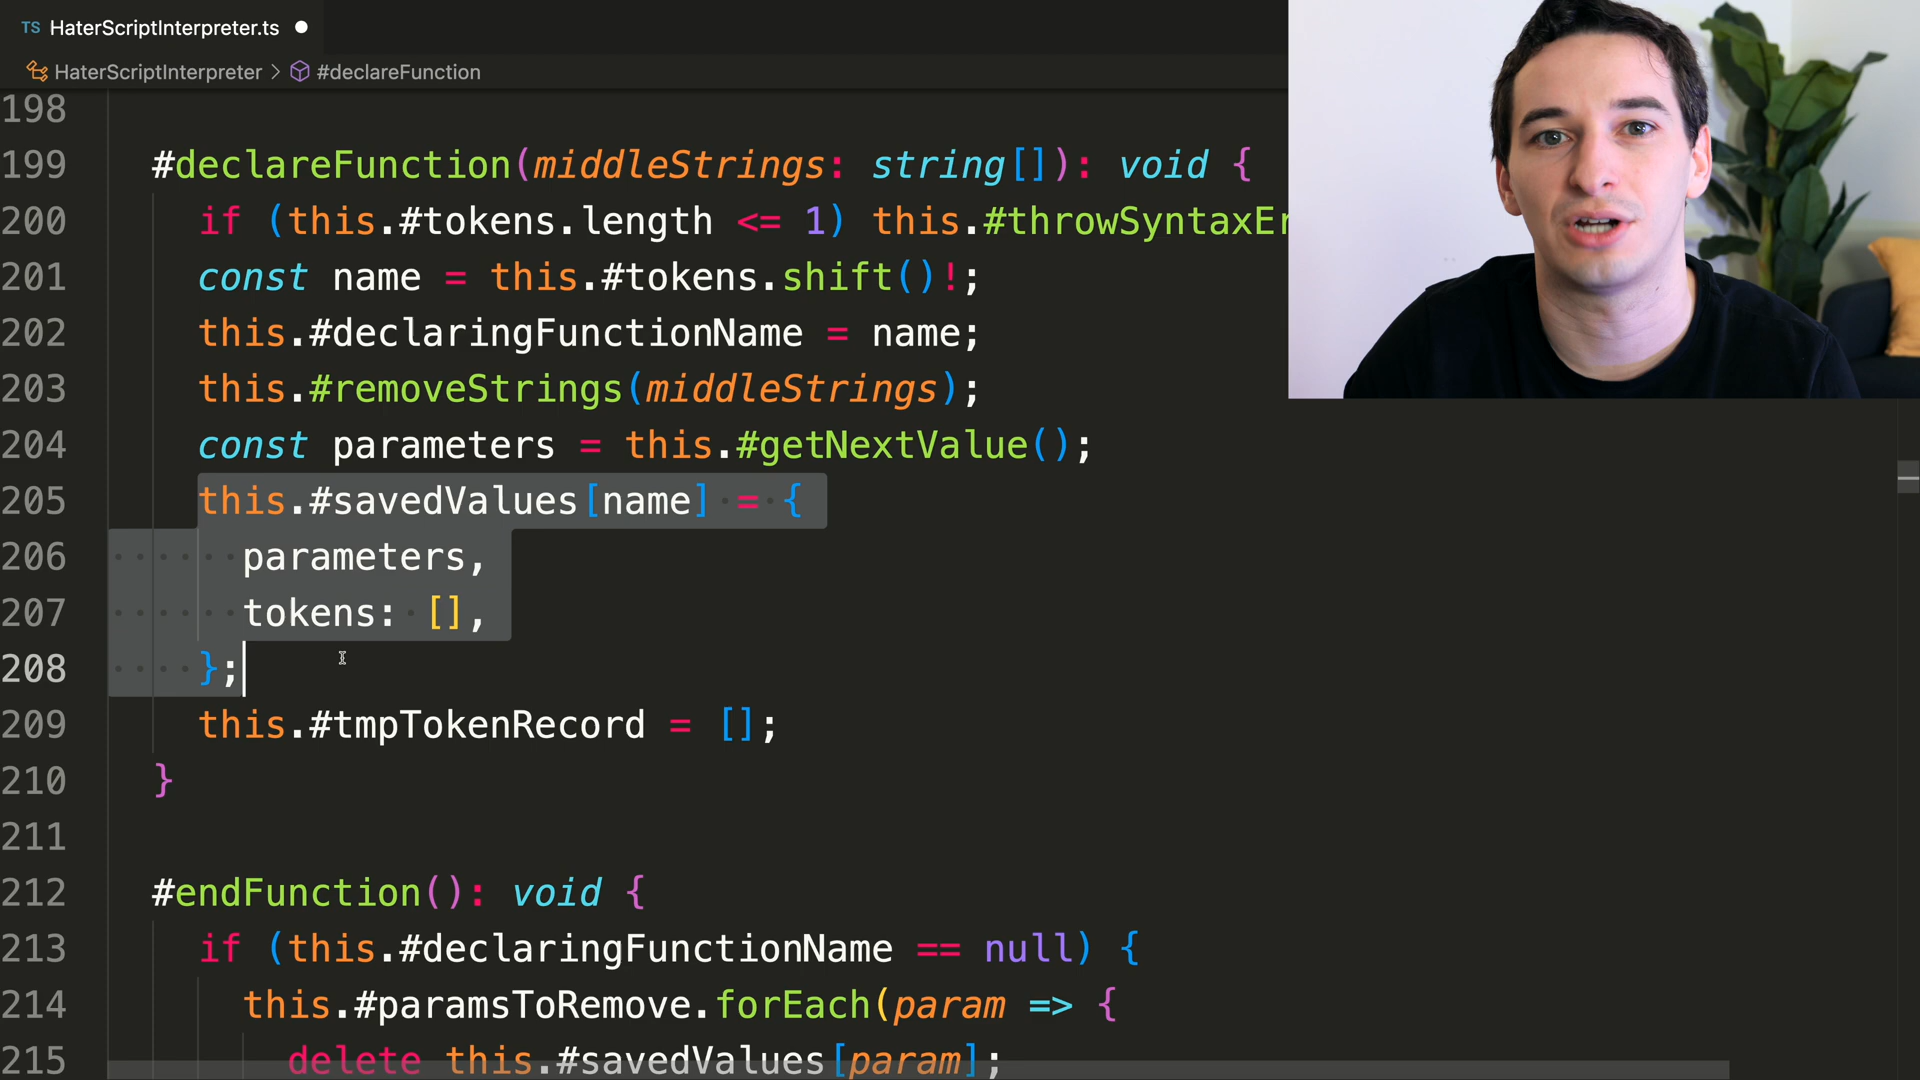 TS HaterScriptInterpreter.ts
HaterScriptInterpreter > #declareFunction
198
199 #declareFunction(middleStrings: string[]): void {
200 if (this.#tokens.length <= 1) this.#throwSyntaxEr
201 const name = this.#tokens.shift()!;
202 this.#declaringFunctionName = name;
203 this.#removeStrings(middleStrings);
204 const parameters = this.#getNextValue();
205 this.#savedValues[name] = {
206 parameters,
207 tokens: [],
208 };
209 this.#tmpTokenRecord = [];
210 }
211
212 #endFunction(): void {
213 if (this.#declaringFunctionName == null) {
214 this.#paramsToRemove.forEach(param => {
215 delete this.#savedValues[param];